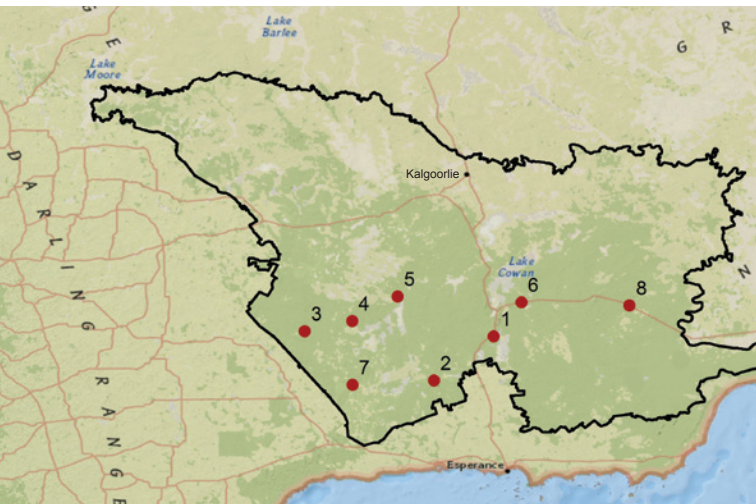 G
E
Lake
Barlee
G
R
Lake
Moore
D
A
R
L
I
N
G
R
A
N
G
E
Kalgoorlie
Lake
Cowan
N
5
6
8
3
4
1
7
2
Esperance